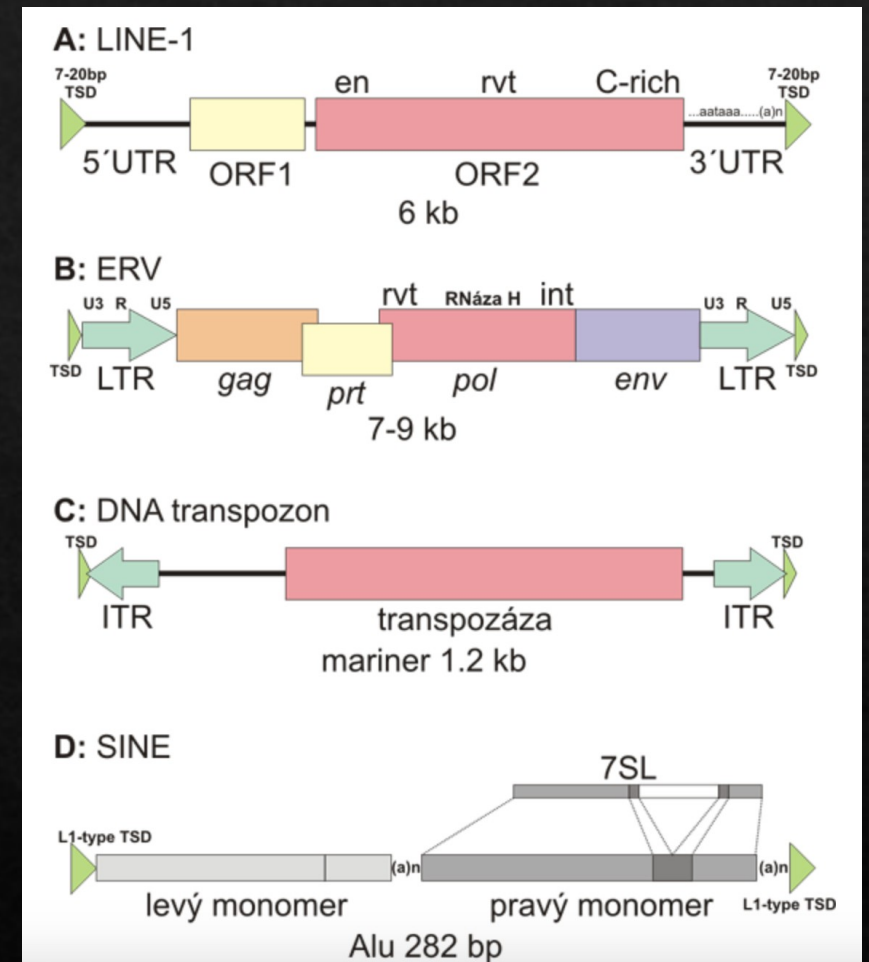 A: LINE-1
7-20bp
TSD
en rvt C-rich
7-20bp
TSD
...aataaa.....(a)n
5´UTR ORF1 ORF2 3´UTR
6 kb
B: ERV
U3 R U5 rvt RNáza H int U3 R U5
TSD LTR gag prt pol env LTR TSD
7-9 kb
C: DNA transpozon
TSD TSD
ITR transpozáza ITR
mariner 1.2 kb
D: SINE
7SL
L1-type TSD
(a)n (a)n
levý monomer pravý monomer L1-type TSD
Alu 282 bp